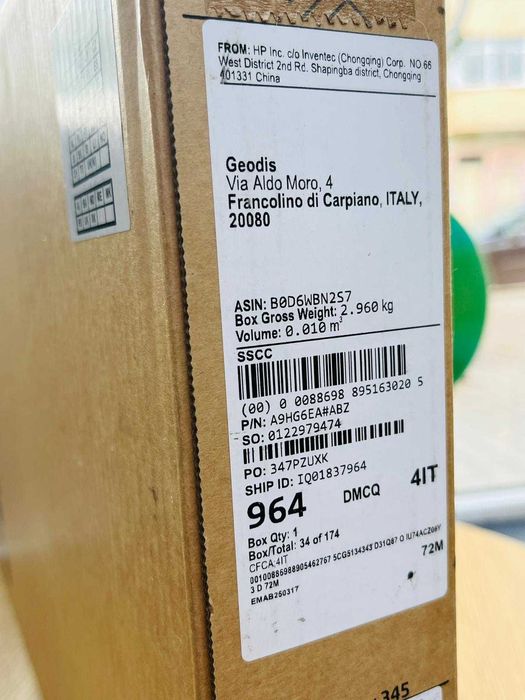 FROM: HP Inc. c/o Inventec (Chongqing) Corp. NO 66
West District 2nd Rd. Shapingba district, Chongqing
401331 China
Geodis
Via Aldo Moro, 4
Francolino di Carpiano, ITALY,
20080
ASIN: B0D6WBN2S7
Box Gross Weight: 2.960 kg
Volume: 0.010 m³
SSCC
(00) 0 0088698 895163020 5
P/N: A9HG6EA#ABZ
SO: 0122979474
PO: 347PZUXK
SHIP ID: IQ01837964
964 DMCQ 4IT
Box Qty: 1
Box/Total: 34 of 174
CFCA:4IT
72M
3 D 72M
EMAB250317
345